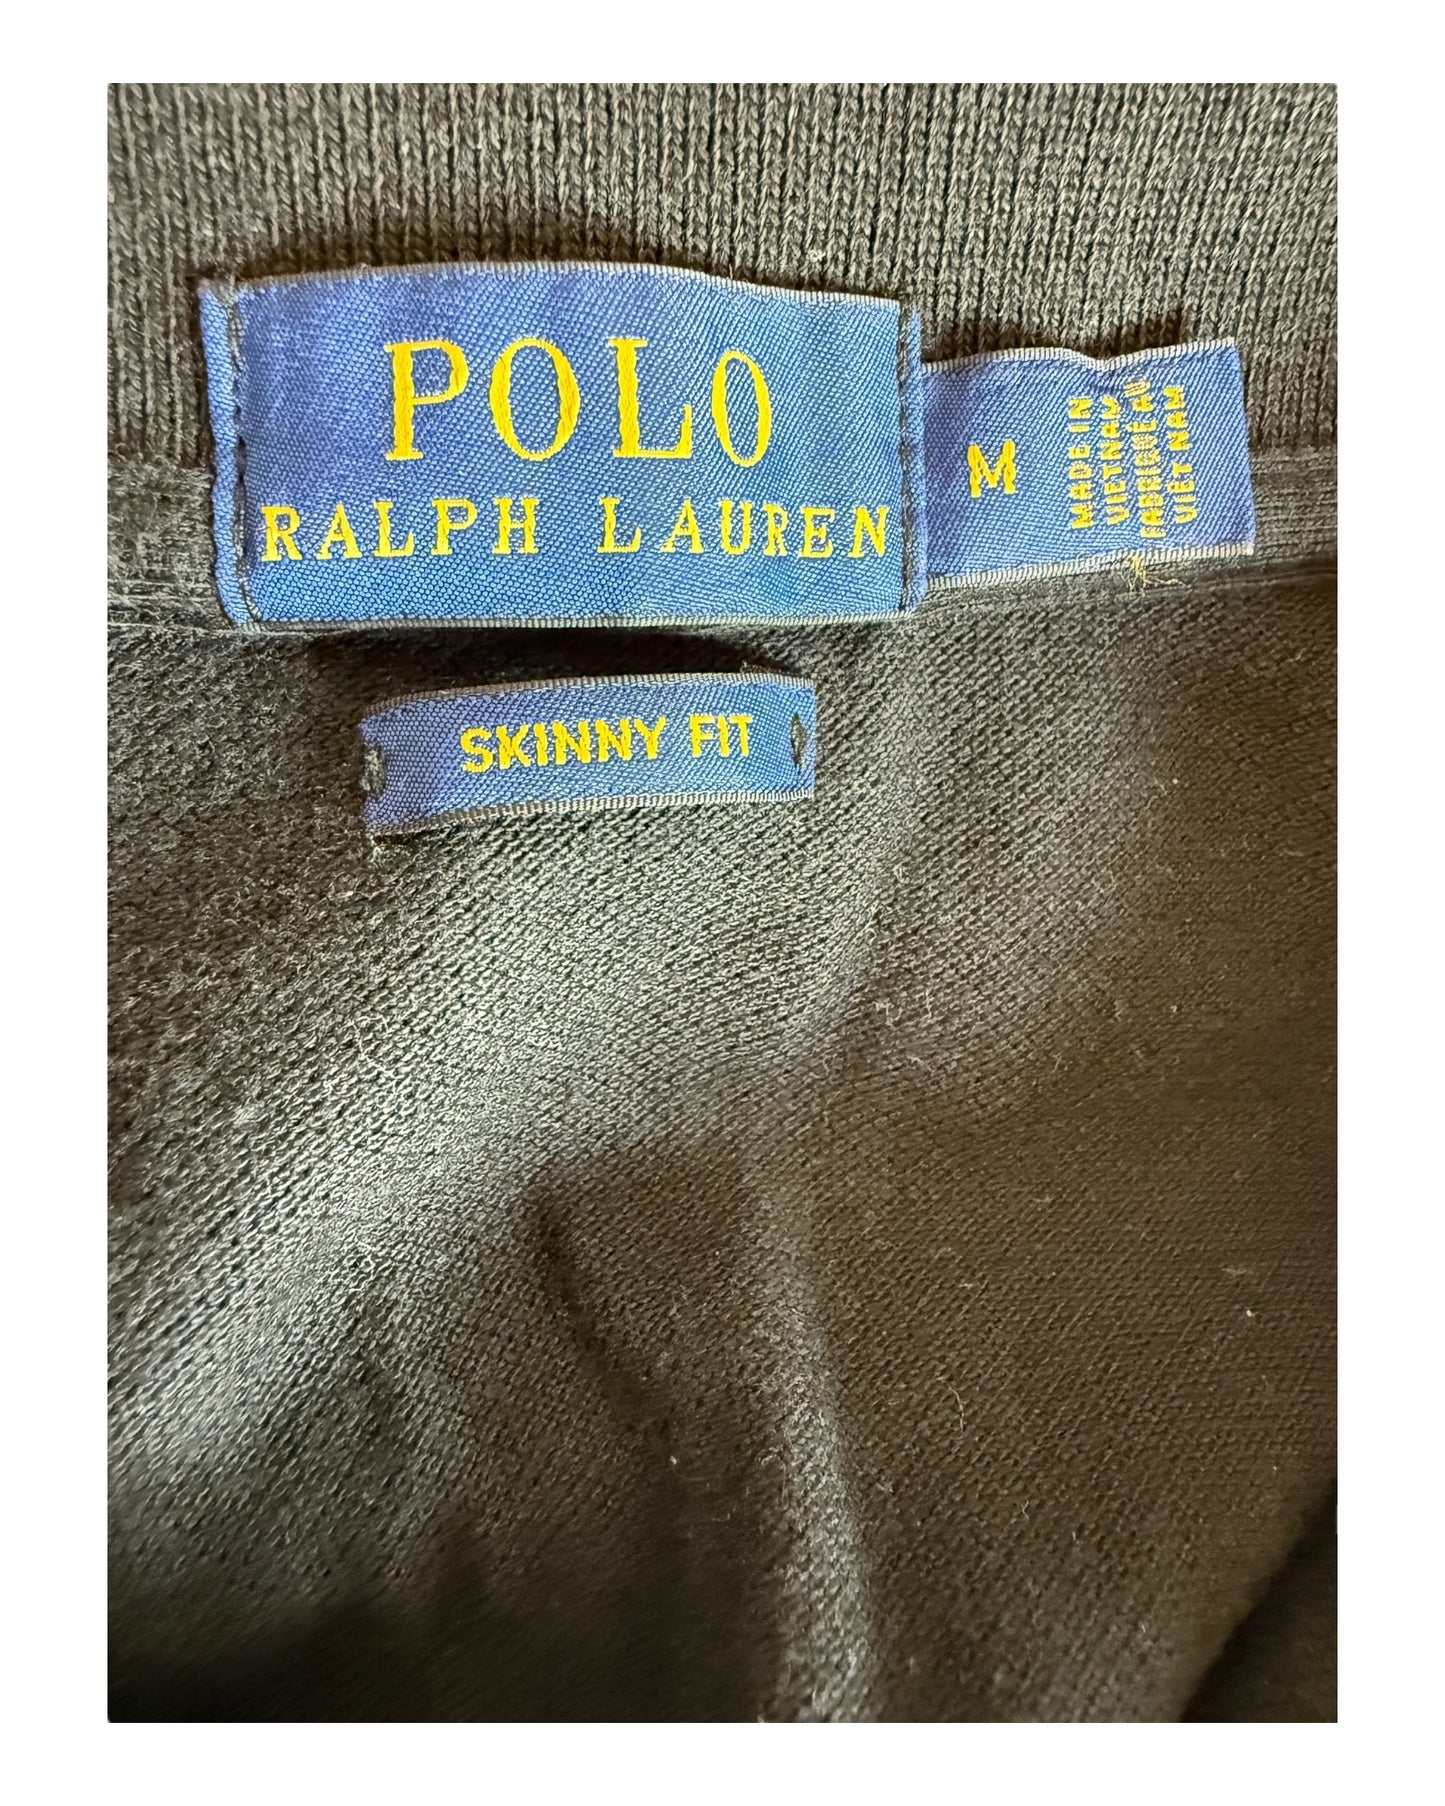 POLO
RALPH LAUREN
M
MADE IN
VIETNAM
FABRIQUÉ AU
VIET NAM
SKINNY FIT